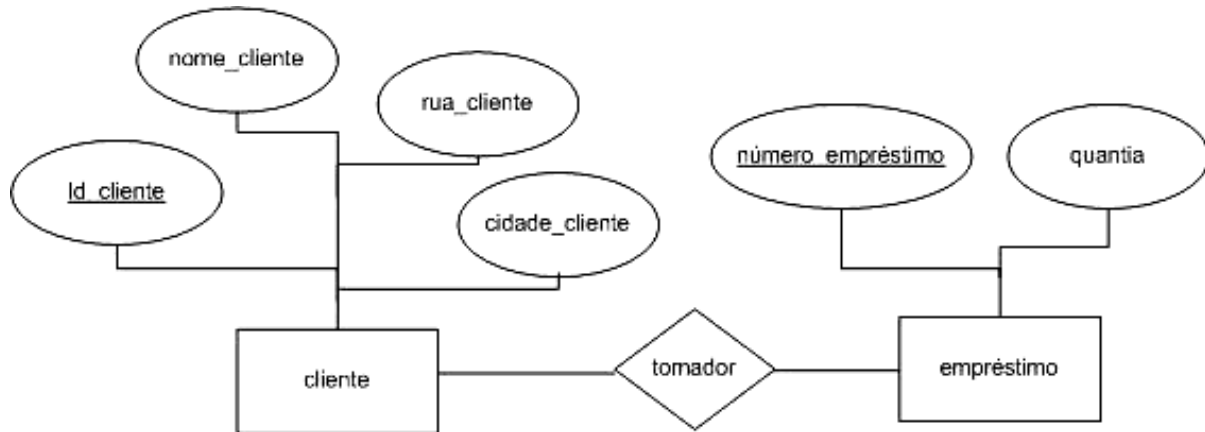 nome_cliente
rua_cliente
Id_cliente
cidade_cliente
número_empréstimo
quantia
cliente
tomador
empréstimo